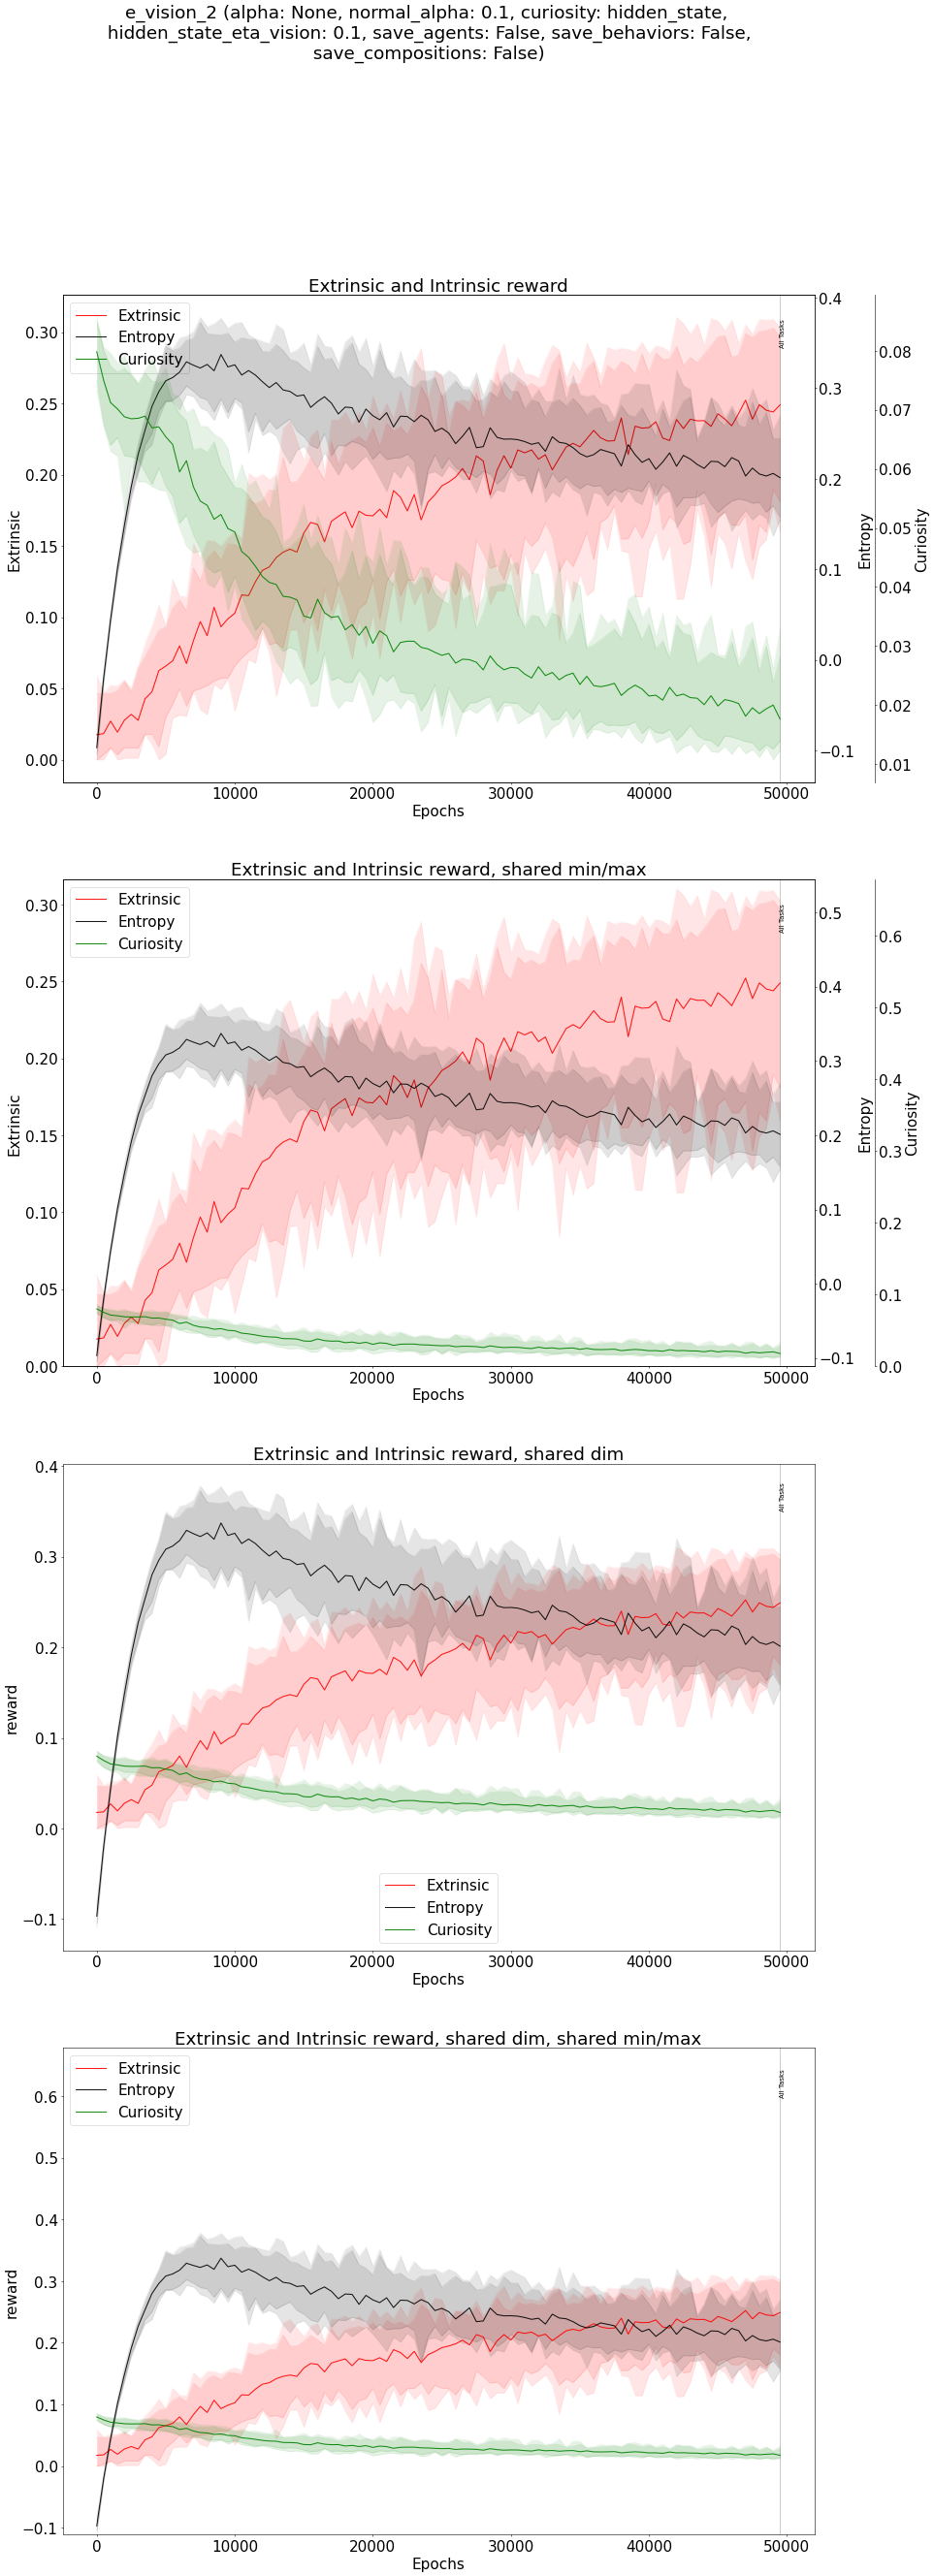 e_vision_2 (alpha: None, normal_alpha: 0.1, curiosity: hidden_state,
hidden_state_eta_vision: 0.1, save_agents: False, save_behaviors: False,
save_compositions: False)
Extrinsic and Intrinsic reward
Extrinsic
Entropy
Curiosity
All Tasks
0.30
0.25
0.20
0.15
0.10
0.05
0.00
Extrinsic
0.4
0.3
0.2
0.1
0.0
−0.1
Entropy
0.08
0.07
0.06
0.05
0.04
0.03
0.02
0.01
Curiosity
0 10000 20000 30000 40000 50000
Epochs
Extrinsic and Intrinsic reward, shared min/max
Extrinsic
Entropy
Curiosity
All Tasks
0.30
0.25
0.20
0.15
0.10
0.05
0.00
Extrinsic
0.5
0.4
0.3
0.2
0.1
0.0
−0.1
Entropy
0.6
0.5
0.4
0.3
0.2
0.1
0.0
Curiosity
0 10000 20000 30000 40000 50000
Epochs
Extrinsic and Intrinsic reward, shared dim
All Tasks
0.4
0.3
0.2
0.1
0.0
−0.1
reward
Extrinsic
Entropy
Curiosity
0 10000 20000 30000 40000 50000
Epochs
Extrinsic and Intrinsic reward, shared dim, shared min/max
Extrinsic
Entropy
Curiosity
All Tasks
0.6
0.5
0.4
0.3
0.2
0.1
0.0
−0.1
reward
0 10000 20000 30000 40000 50000
Epochs